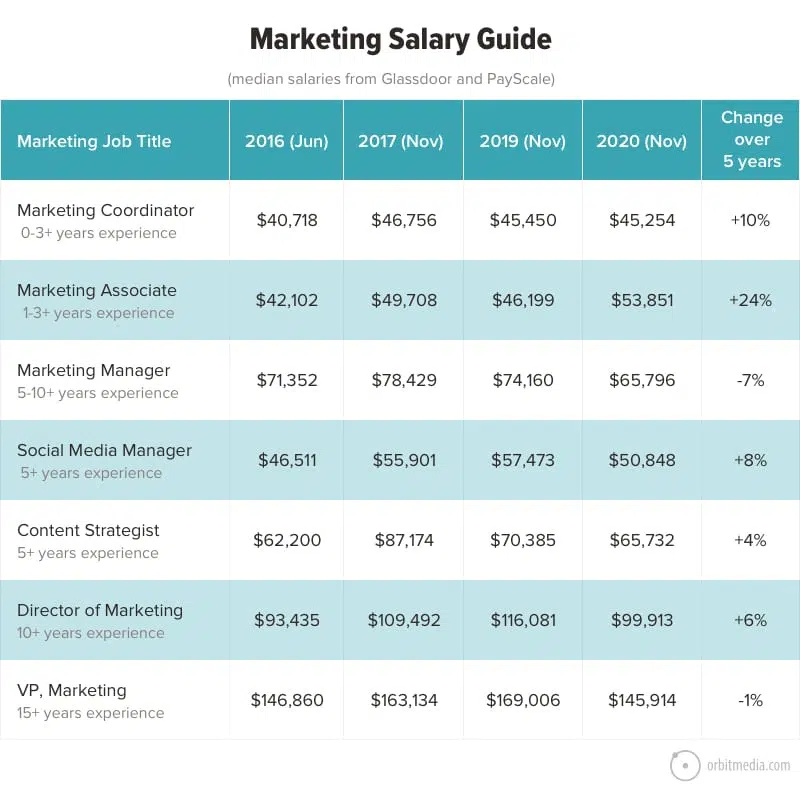 Marketing Salary Guide
(median salaries from Glassdoor and PayScale)
Marketing Job Title 2016 (Jun) 2017 (Nov) 2019 (Nov) 2020 (Nov) Change
over
5 years
Marketing Coordinator
0-3+ years experience
$40,718 $46,756 $45,450 $45,254 +10%
Marketing Associate
1-3+ years experience
$42,102 $49,708 $46,199 $53,851 +24%
Marketing Manager
5-10+ years experience
$71,352 $78,429 $74,160 $65,796 -7%
Social Media Manager
5+ years experience
$46,511 $55,901 $57,473 $50,848 +8%
Content Strategist
5+ years experience
$62,200 $87,174 $70,385 $65,732 +4%
Director of Marketing
10+ years experience
$93,435 $109,492 $116,081 $99,913 +6%
VP, Marketing
15+ years experience
$146,860 $163,134 $169,006 $145,914 -1%
orbitmedia.com